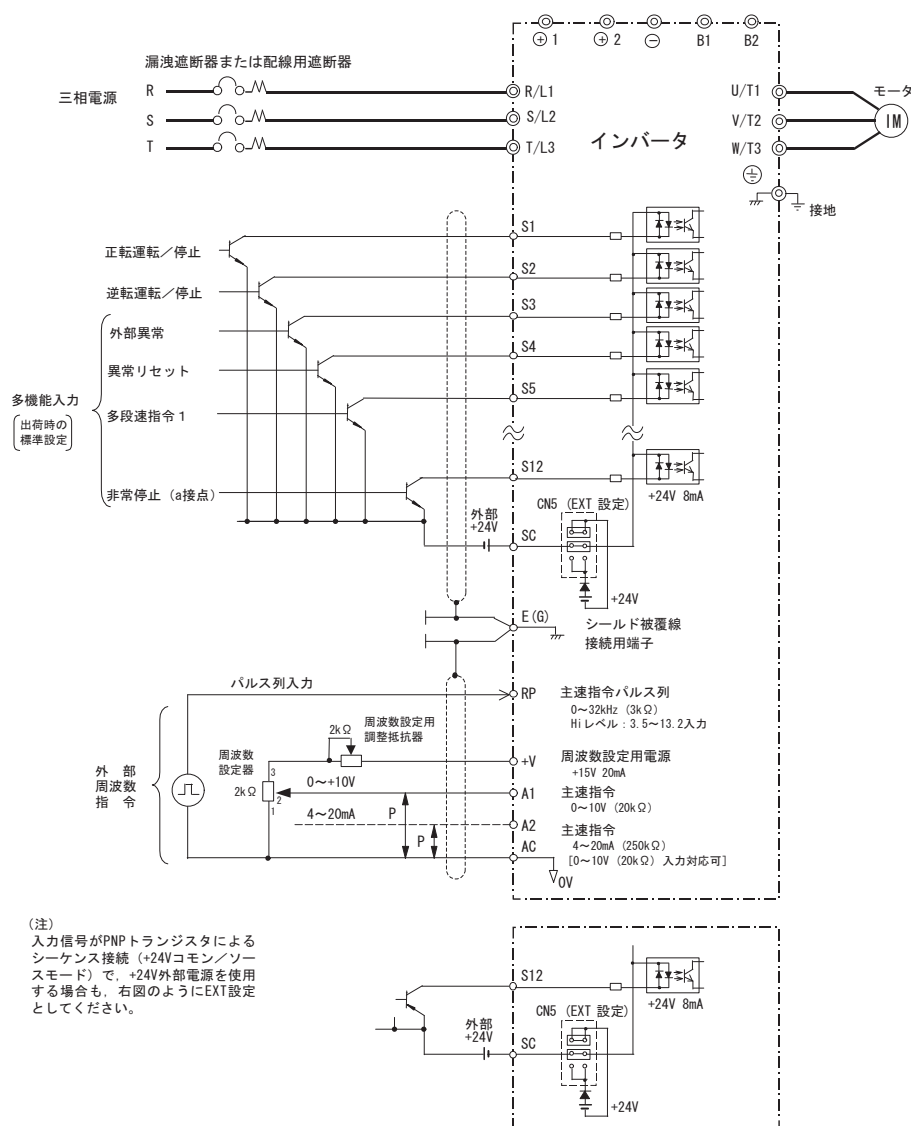 ⊕1 ⊕2 ⊖ B1 B2
漏洩遮断器または配線用遮断器
三相電源
R
R/L1
U/T1
モータ
S
S/L2
V/T2
IM
T
T/L3
インバータ
W/T3
接地
S1
正転運転／停止
S2
逆転運転／停止
S3
外部異常
S4
異常リセット
S5
多機能入力
出荷時の
標準設定
多段速指令1
S12
非常停止（a接点）
+24V 8mA
外部
+24V
CN5 (EXT 設定)
SC
+24V
E(G)
シールド被覆線
接続用端子
パルス列入力
RP
主速指令パルス列
0～32kHz (3kΩ)
Hiレベル：3.5～13.2入力
2kΩ
周波数設定用
調整抵抗器
+V
周波数設定用電源
+15V 20mA
外部
周波数
指令
周波数
設定器
2kΩ
3
2
1
0～+10V
P
A1
主速指令
0～10V (20kΩ)
4～20mA
P
A2
主速指令
4～20mA (250kΩ)
[0～10V (20kΩ) 入力対応可]
AC
0V
(注)
入力信号がPNPトランジスタによる
シーケンス接続（+24Vコモン／ソー
スモード）で，+24V外部電源を使用
する場合も，右図のようにEXT設定
としてください。
S12
+24V 8mA
外部
+24V
CN5 (EXT 設定)
SC
+24V